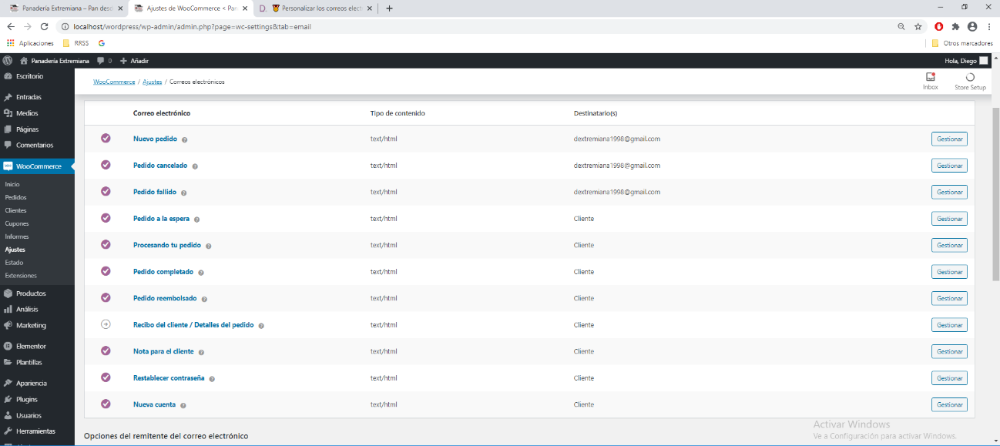 Panadería Extremiana – Pan desd
Ajustes de WooCommerce < Pan
Personalizar los correos elect
localhost/wordpress/wp-admin/admin.php?page=wc-settings&tab=email
Aplicaciones RRSS Otros marcadores
Panadería Extremiana 0 Añadir Hola, Diego
Escritorio
Entradas
Medios
Páginas
Comentarios
WooCommerce
Inicio
Pedidos
Clientes
Cupones
Informes
Ajustes
Estado
Extensiones
Productos
Análisis
Marketing
Elementor
Plantillas
Apariencia
Plugins
Usuarios
Herramientas
WooCommerce / Ajustes / Correos electrónicos
Inbox
Store Setup
Correo electrónico Tipo de contenido Destinatario(s)
Nuevo pedido text/html dextremiana1998@gmail.com Gestionar
Pedido cancelado text/html dextremiana1998@gmail.com Gestionar
Pedido fallido text/html dextremiana1998@gmail.com Gestionar
Pedido a la espera text/html Cliente Gestionar
Procesando tu pedido text/html Cliente Gestionar
Pedido completado text/html Cliente Gestionar
Pedido reembolsado text/html Cliente Gestionar
Recibo del cliente / Detalles del pedido text/html Cliente Gestionar
Nota para el cliente text/html Cliente Gestionar
Restablecer contraseña text/html Cliente Gestionar
Nueva cuenta text/html Cliente Gestionar
Opciones del remitente del correo electrónico
Activar Windows
Ve a Configuración para activar Windows.